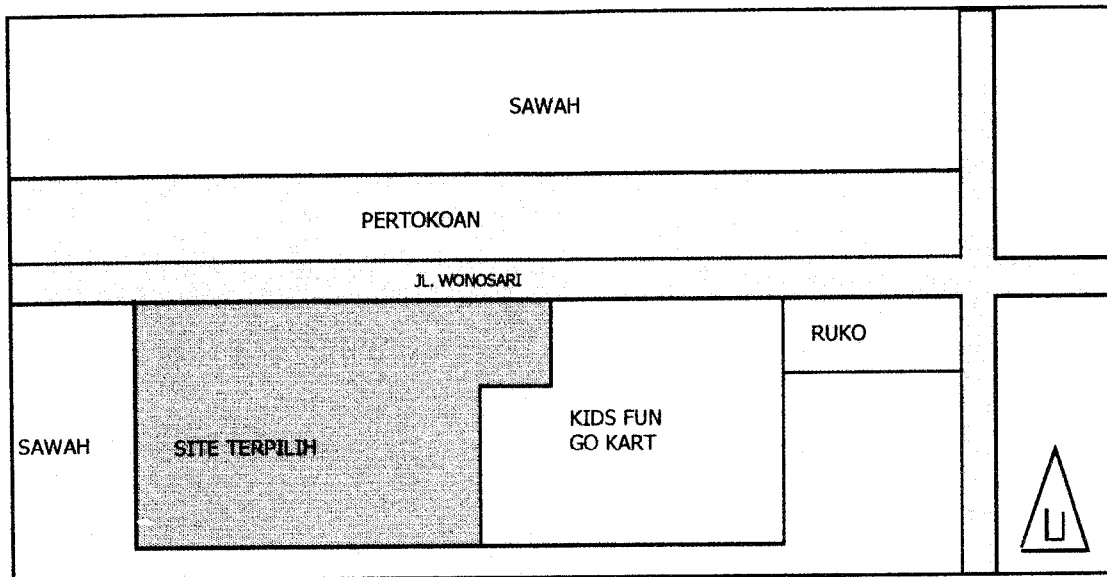 SAWAH
PERTOKOAN
JL. WONOSARI
RUKO
KIDS FUN
GO KART
SAWAH
SITE TERPILIH
U